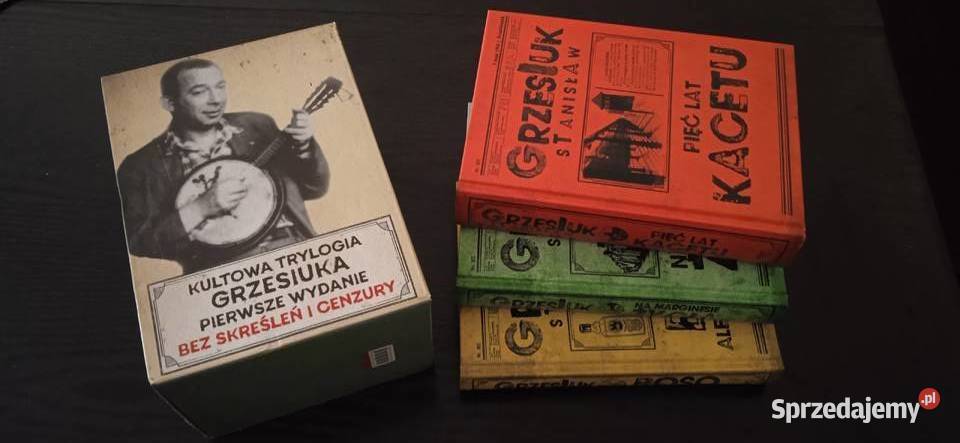 KULTOWA TRYLOGIA
GRZESIUKA
PIERWSZE WYDANIE
BEZ SKREŚLEŃ I CENZURY
GRZESIUK
STANISŁAW
PIĘĆ LAT
KACETU
GRZESIUK
PIĘĆ LAT
KACETU
NA MARGINESIE
GRZESIUK
BOSO
ALE
Sprzedajemy.pl